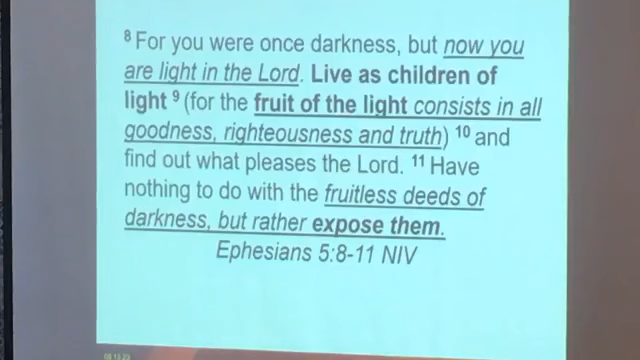 ⁸ For you were once darkness, but now you
are light in the Lord. Live as children of
light ⁹ (for the fruit of the light consists in all
goodness, righteousness and truth) ¹⁰ and
find out what pleases the Lord. ¹¹ Have
nothing to do with the fruitless deeds of
darkness, but rather expose them.
Ephesians 5:8-11 NIV